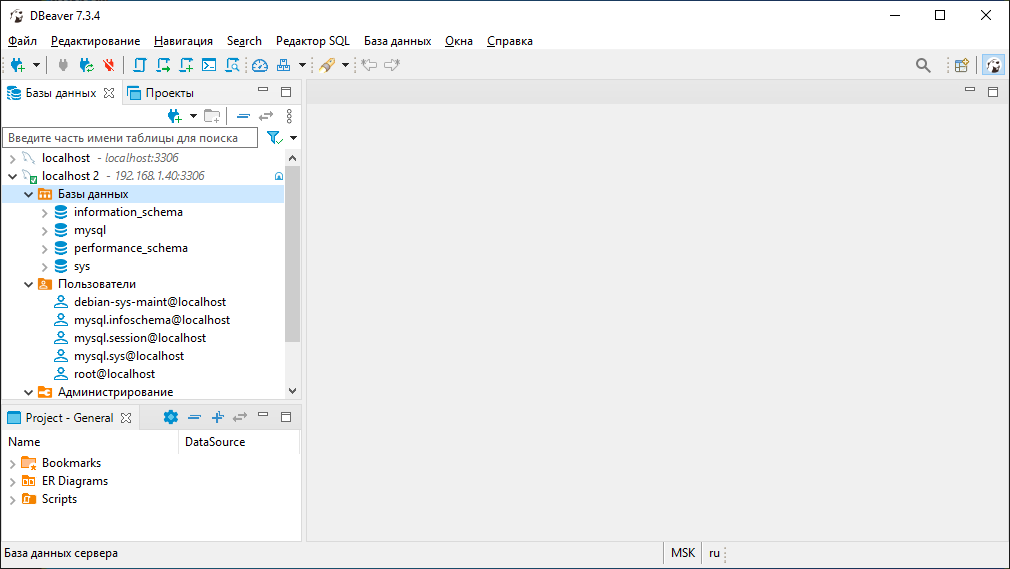 DBeaver 7.3.4
Файл Редактирование Навигация Search Редактор SQL База данных Окна Справка
Базы данных Проекты
Введите часть имени таблицы для поиска
localhost - localhost:3306
localhost 2 - 192.168.1.40:3306
Базы данных
information_schema
mysql
performance_schema
sys
Пользователи
debian-sys-maint@localhost
mysql.infoschema@localhost
mysql.session@localhost
mysql.sys@localhost
root@localhost
Администрирование
Project - General
Name DataSource
Bookmarks
ER Diagrams
Scripts
База данных сервера MSK ru